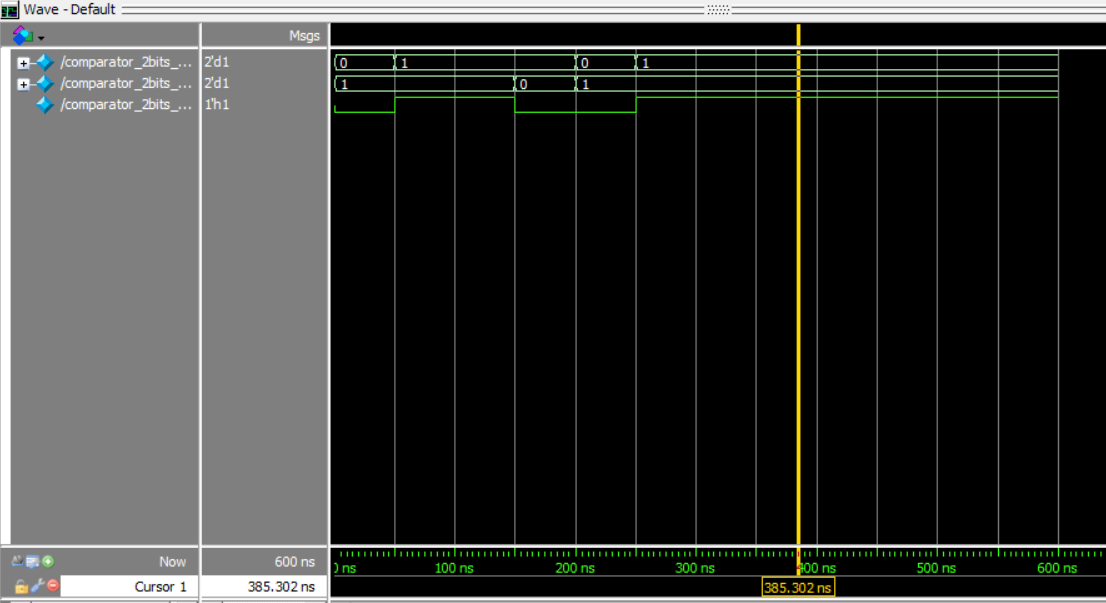 Wave - Default
Msgs
/comparator_2bits_... 2'd1 0 1 0 1
/comparator_2bits_... 2'd1 1 0 1
/comparator_2bits_... 1'h1
Now 600 ns
) ns 100 ns 200 ns 300 ns 400 ns 500 ns 600 ns
Cursor 1 385.302 ns 385.302 ns